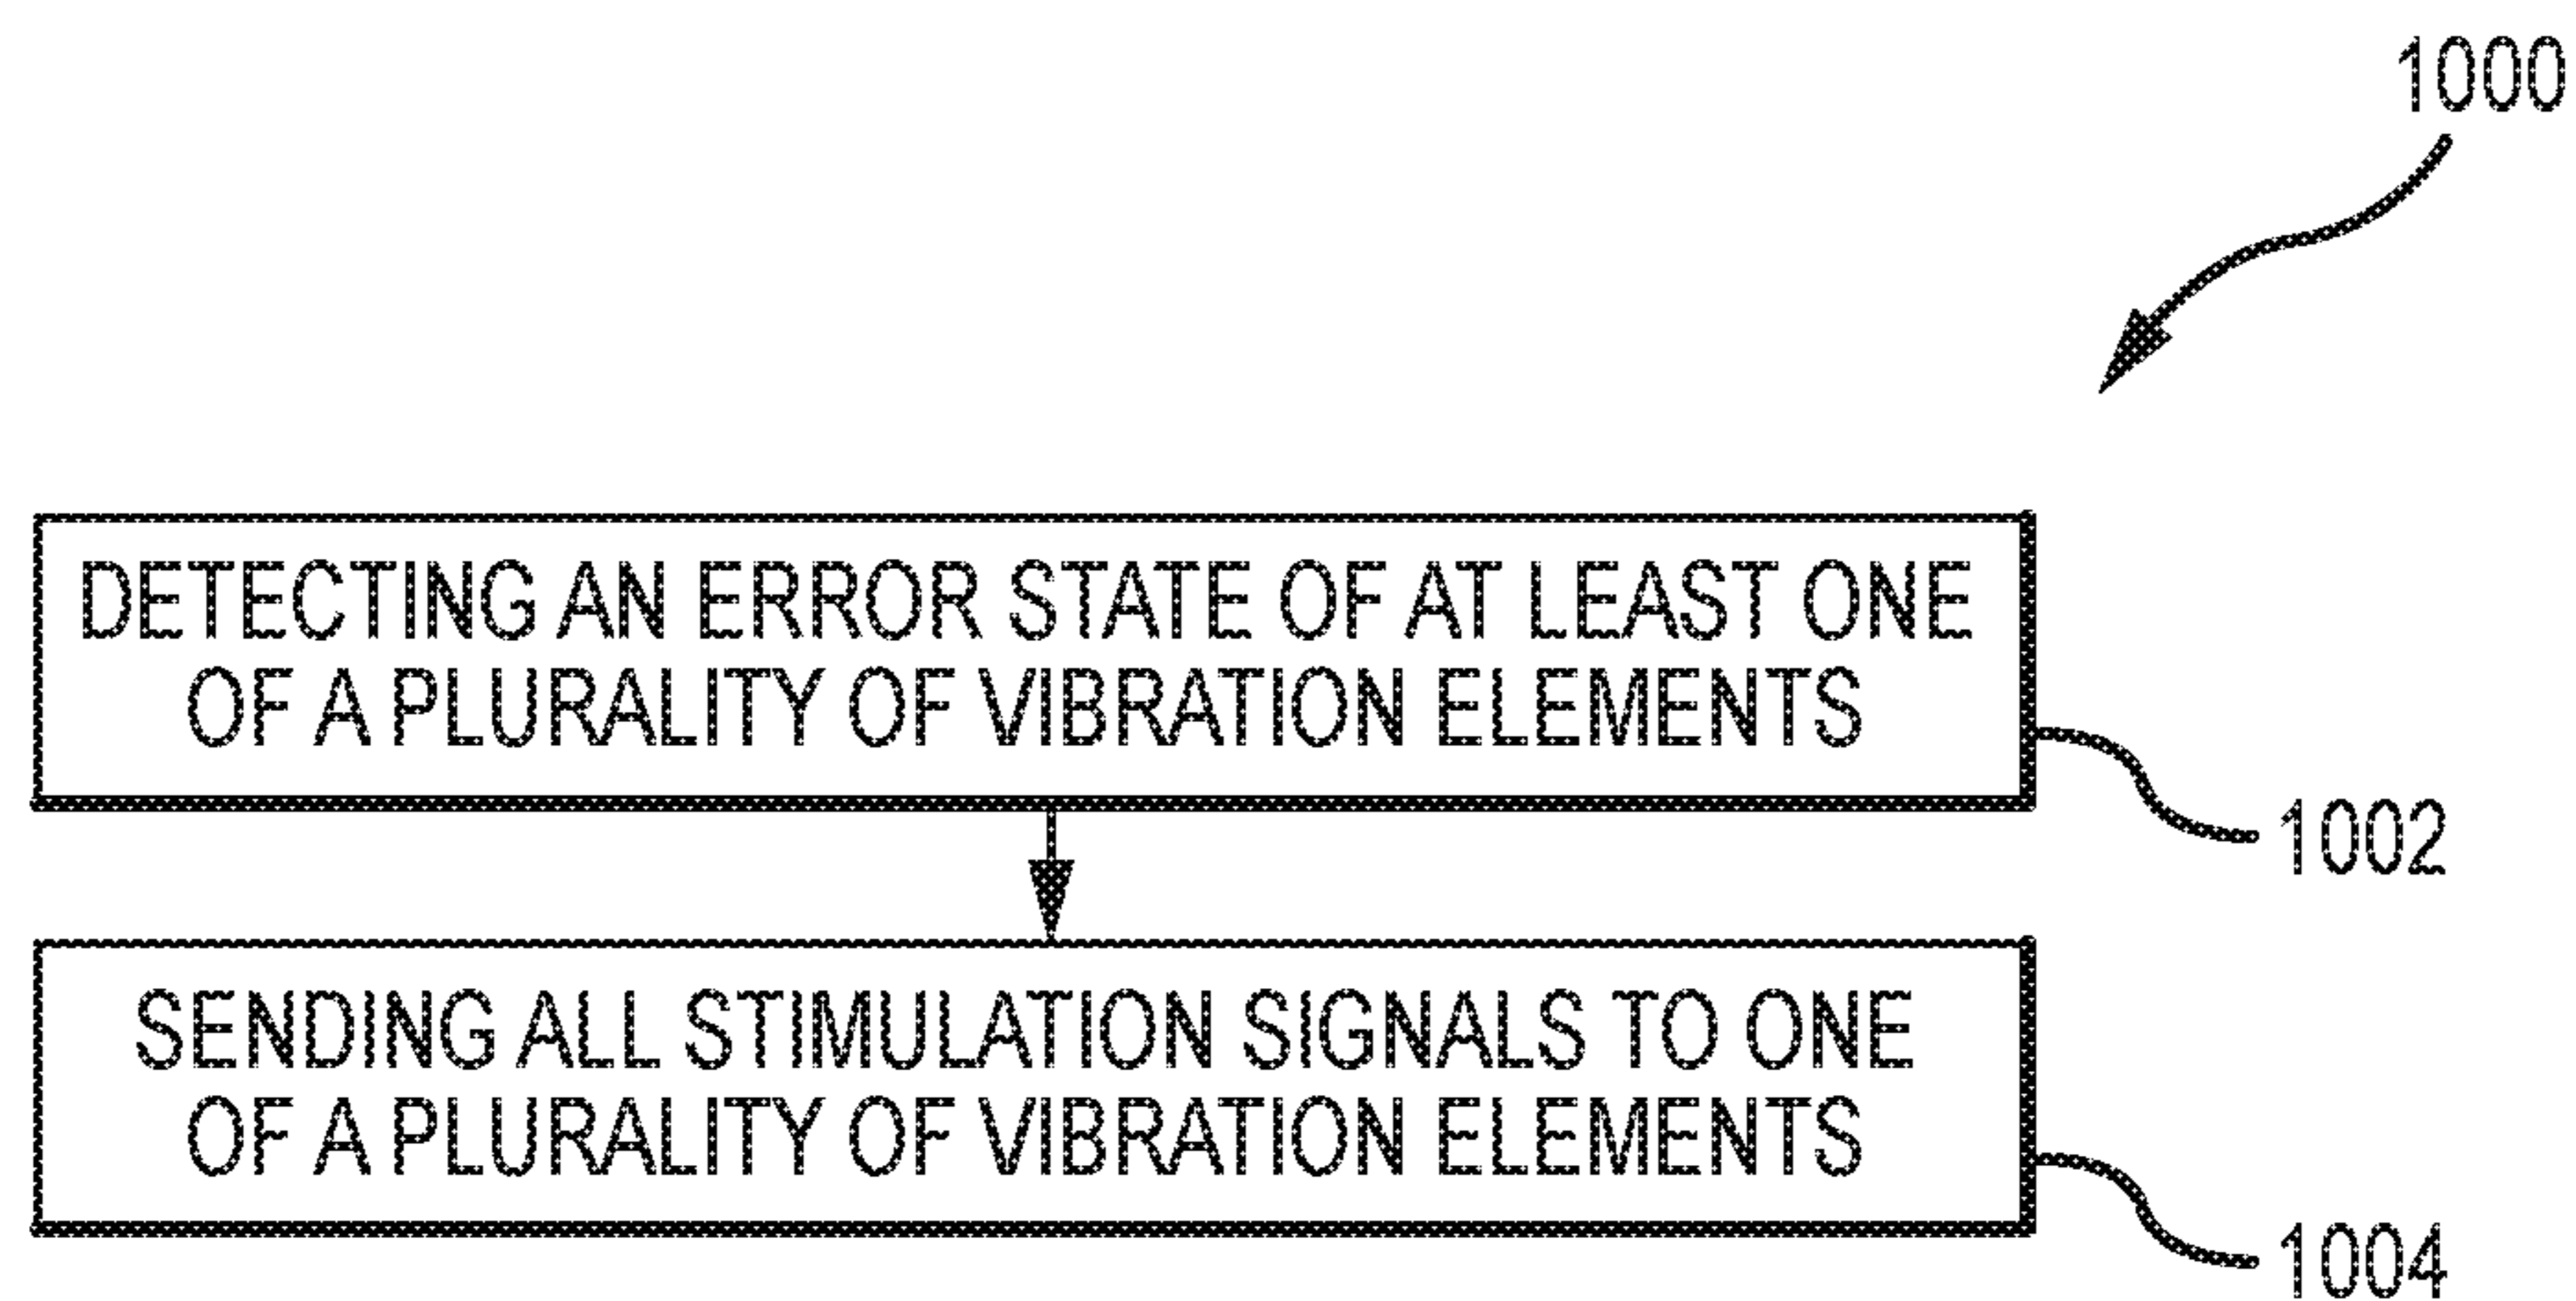 1000
DETECTING AN ERROR STATE OF AT LEAST ONE
OF A PLURALITY OF VIBRATION ELEMENTS
1002
SENDING ALL STIMULATION SIGNALS TO ONE
OF A PLURALITY OF VIBRATION ELEMENTS
1004